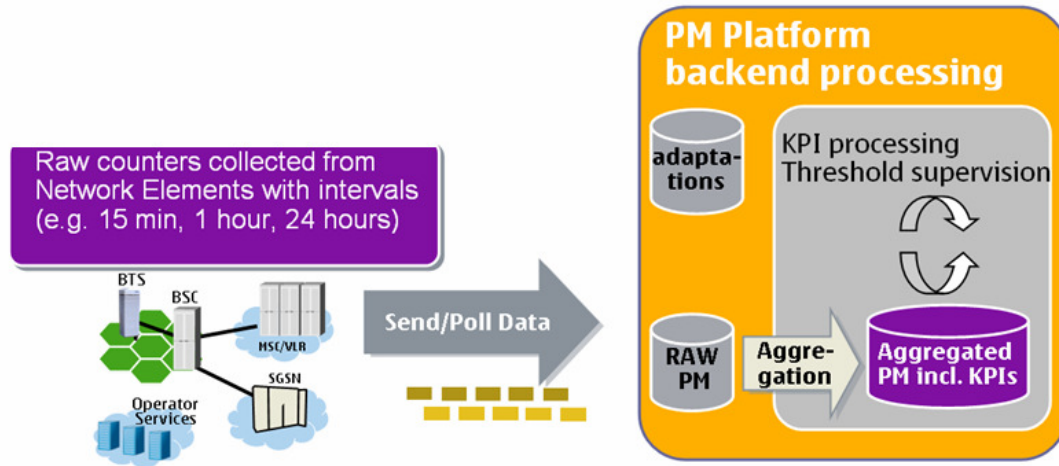 PM Platform
backend processing
Raw counters collected from
Network Elements with intervals
(e.g. 15 min, 1 hour, 24 hours)
BTS
BSC
MSC/VLR
SGSN
Operator
Services
Send/Poll Data
adapta-
tions
KPI processing
Threshold supervision
RAW
PM
Aggre-
gation
Aggregated
PM incl. KPIs